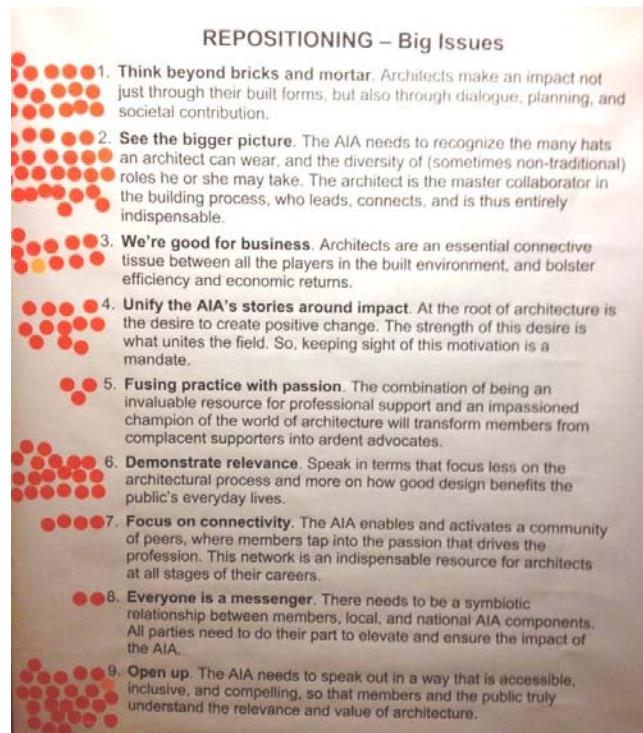 REPOSITIONING – Big Issues
1. Think beyond bricks and mortar. Architects make an impact not
just through their built forms, but also through dialogue, planning, and
societal contribution.
2. See the bigger picture. The AIA needs to recognize the many hats
an architect can wear, and the diversity of (sometimes non-traditional)
roles he or she may take. The architect is the master collaborator in
the building process, who leads, connects, and is thus entirely
indispensable.
3. We're good for business. Architects are an essential connective
tissue between all the players in the built environment, and bolster
efficiency and economic returns.
4. Unify the AIA's stories around impact. At the root of architecture is
the desire to create positive change. The strength of this desire is
what unites the field. So, keeping sight of this motivation is a
mandate.
5. Fusing practice with passion. The combination of being an
invaluable resource for professional support and an impassioned
champion of the world of architecture will transform members from
complacent supporters into ardent advocates.
6. Demonstrate relevance. Speak in terms that focus less on the
architectural process and more on how good design benefits the
public's everyday lives.
7. Focus on connectivity. The AIA enables and activates a community
of peers, where members tap into the passion that drives the
profession. This network is an indispensable resource for architects
at all stages of their careers.
8. Everyone is a messenger. There needs to be a symbiotic
relationship between members, local, and national AIA components.
All parties need to do their part to elevate and ensure the impact of
the AIA.
9. Open up. The AIA needs to speak out in a way that is accessible,
inclusive, and compelling, so that members and the public truly
understand the relevance and value of architecture.